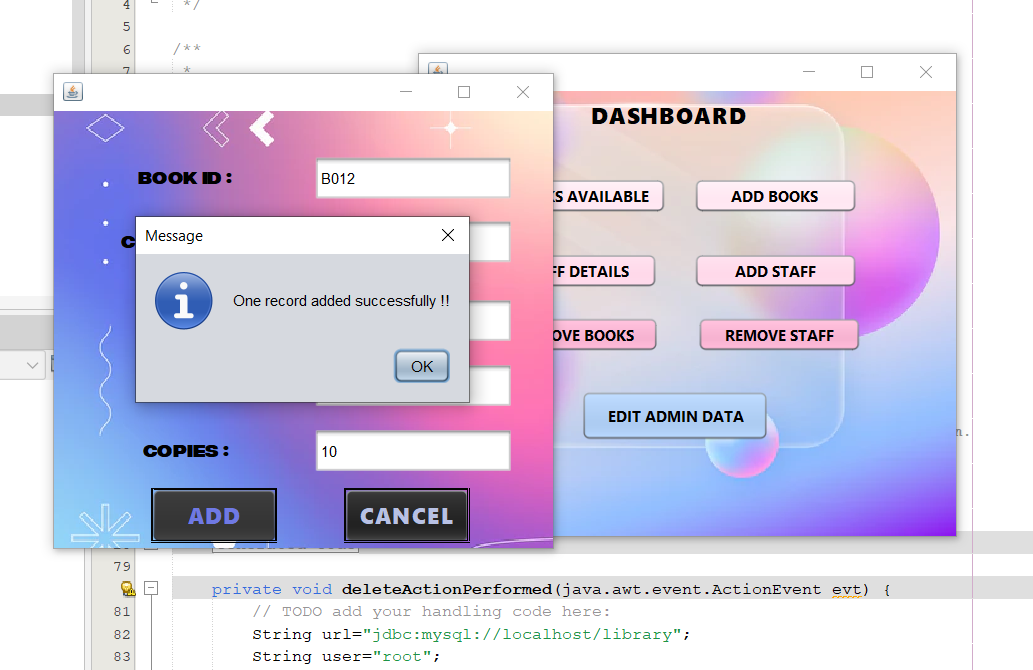 4
*/
5
6
/**
7
*
DASHBOARD
BOOK ID :
B012
S AVAILABLE
ADD BOOKS
Message
One record added successfully !!
OK
DETAILS
ADD STAFF
BOOKS
REMOVE STAFF
EDIT ADMIN DATA
n.
COPIES :
10
ADD
CANCEL
79
private void deleteActionPerformed(java.awt.event.ActionEvent evt) {
81
// TODO add your handling code here:
82
String url="jdbc:mysql://localhost/library";
83
String user="root";